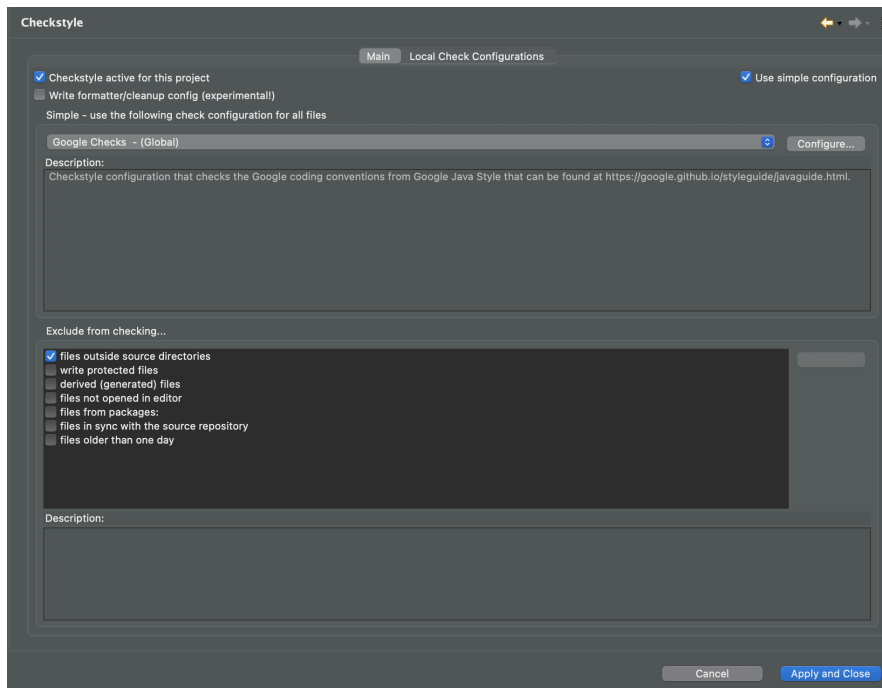 Checkstyle
Main Local Check Configurations
Checkstyle active for this project Use simple configuration
Write formatter/cleanup config (experimental!)
Simple - use the following check configuration for all files
Google Checks - (Global) Configure...
Description:
Checkstyle configuration that checks the Google coding conventions from Google Java Style that can be found at https://google.github.io/styleguide/javaguide.html.
Exclude from checking...
files outside source directories
write protected files
derived (generated) files
files not opened in editor
files from packages:
files in sync with the source repository
files older than one day
Description:
Cancel Apply and Close